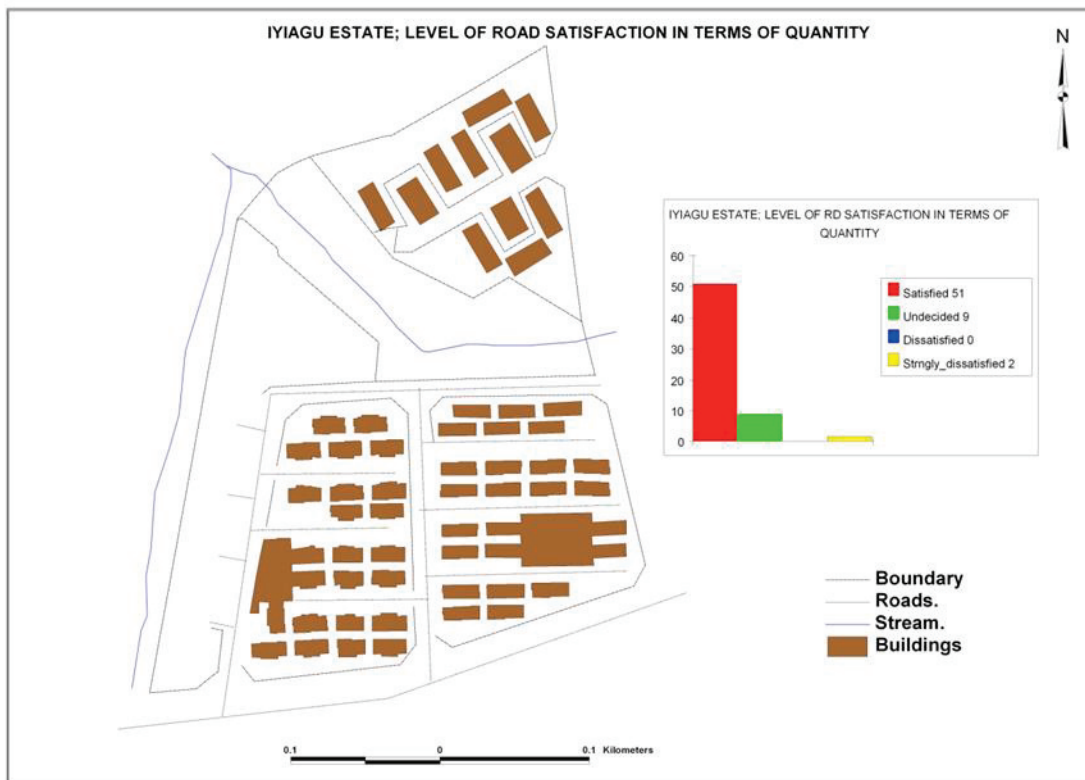 IYIAGU ESTATE; LEVEL OF ROAD SATISFACTION IN TERMS OF QUANTITY
N
IYIAGU ESTATE; LEVEL OF RD SATISFACTION IN TERMS OF
QUANTITY
60
50
40
30
20
10
0
Satisfied 51
Undecided 9
Dissatisfied 0
Strngly_dissatisfied 2
Boundary
Roads.
Stream.
Buildings
0.1 0 0.1 Kilometers